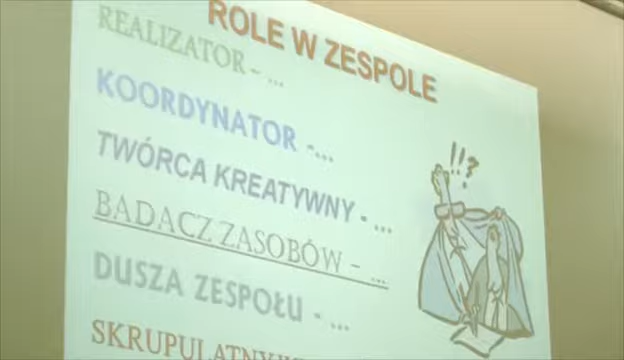 ROLE W ZESPOLE
REALIZATOR - ...
KOORDYNATOR -...
TWÓRCA KREATYWNY - ...
BADACZ ZASOBÓW - ...
DUSZA ZESPOŁU - ...
!!?